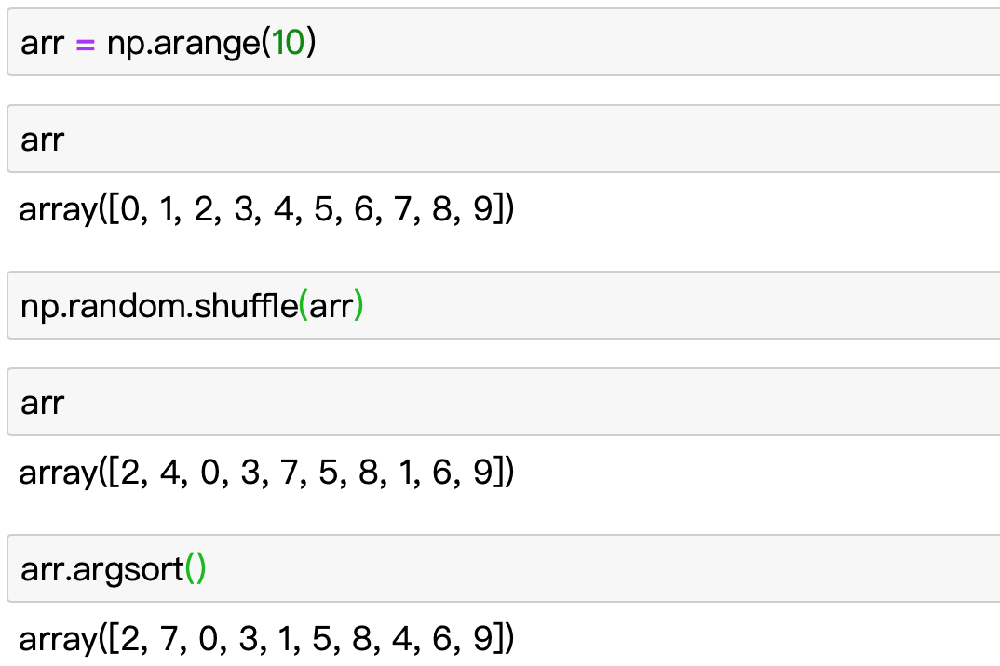 arr = np.arange(10)
arr
array([0, 1, 2, 3, 4, 5, 6, 7, 8, 9])
np.random.shuffle(arr)
arr
array([2, 4, 0, 3, 7, 5, 8, 1, 6, 9])
arr.argsort()
array([2, 7, 0, 3, 1, 5, 8, 4, 6, 9])